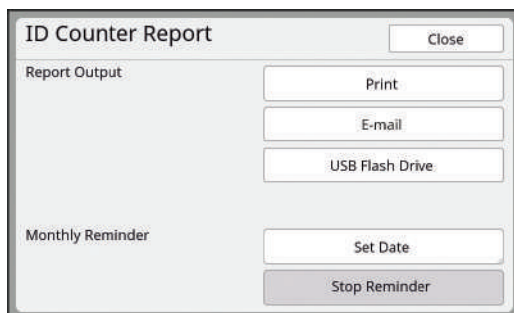 ID Counter Report
Close
Report Output
Print
E-mail
USB Flash Drive
Monthly Reminder
Set Date
Stop Reminder